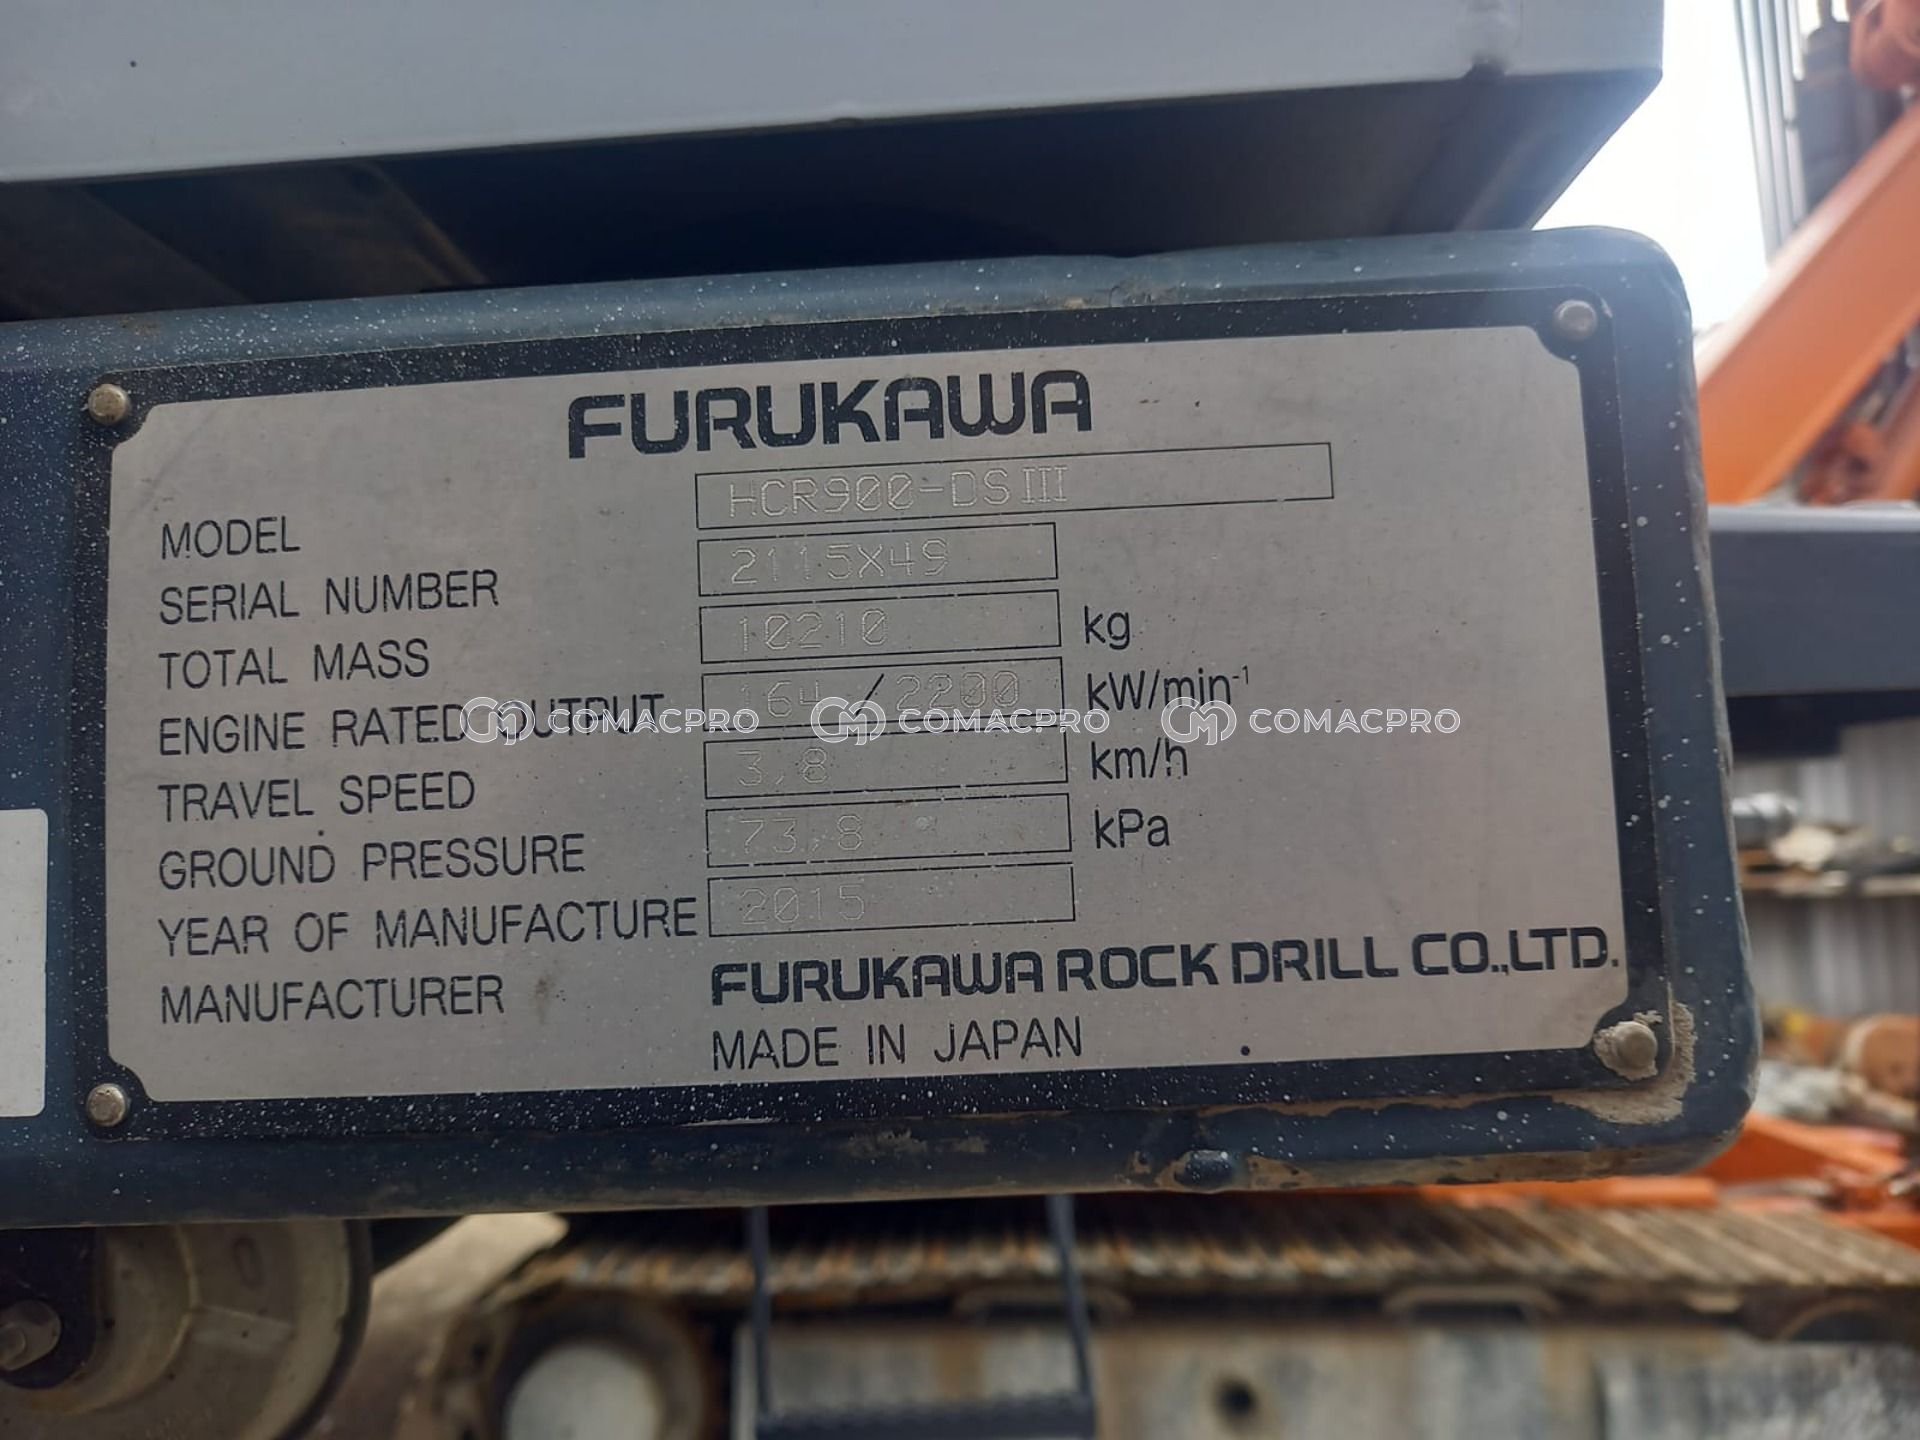 FURUKAWA
MODEL HCR900-DSIII
SERIAL NUMBER 2115X49
TOTAL MASS 10210 kg
ENGINE RATED OUTPUT 164/2200 kW/min⁻¹
COMACPRO COMACPRO COMACPRO
TRAVEL SPEED 3,8 km/h
GROUND PRESSURE 73,8 kPa
YEAR OF MANUFACTURE 2015
MANUFACTURER FURUKAWA ROCK DRILL CO.,LTD.
MADE IN JAPAN